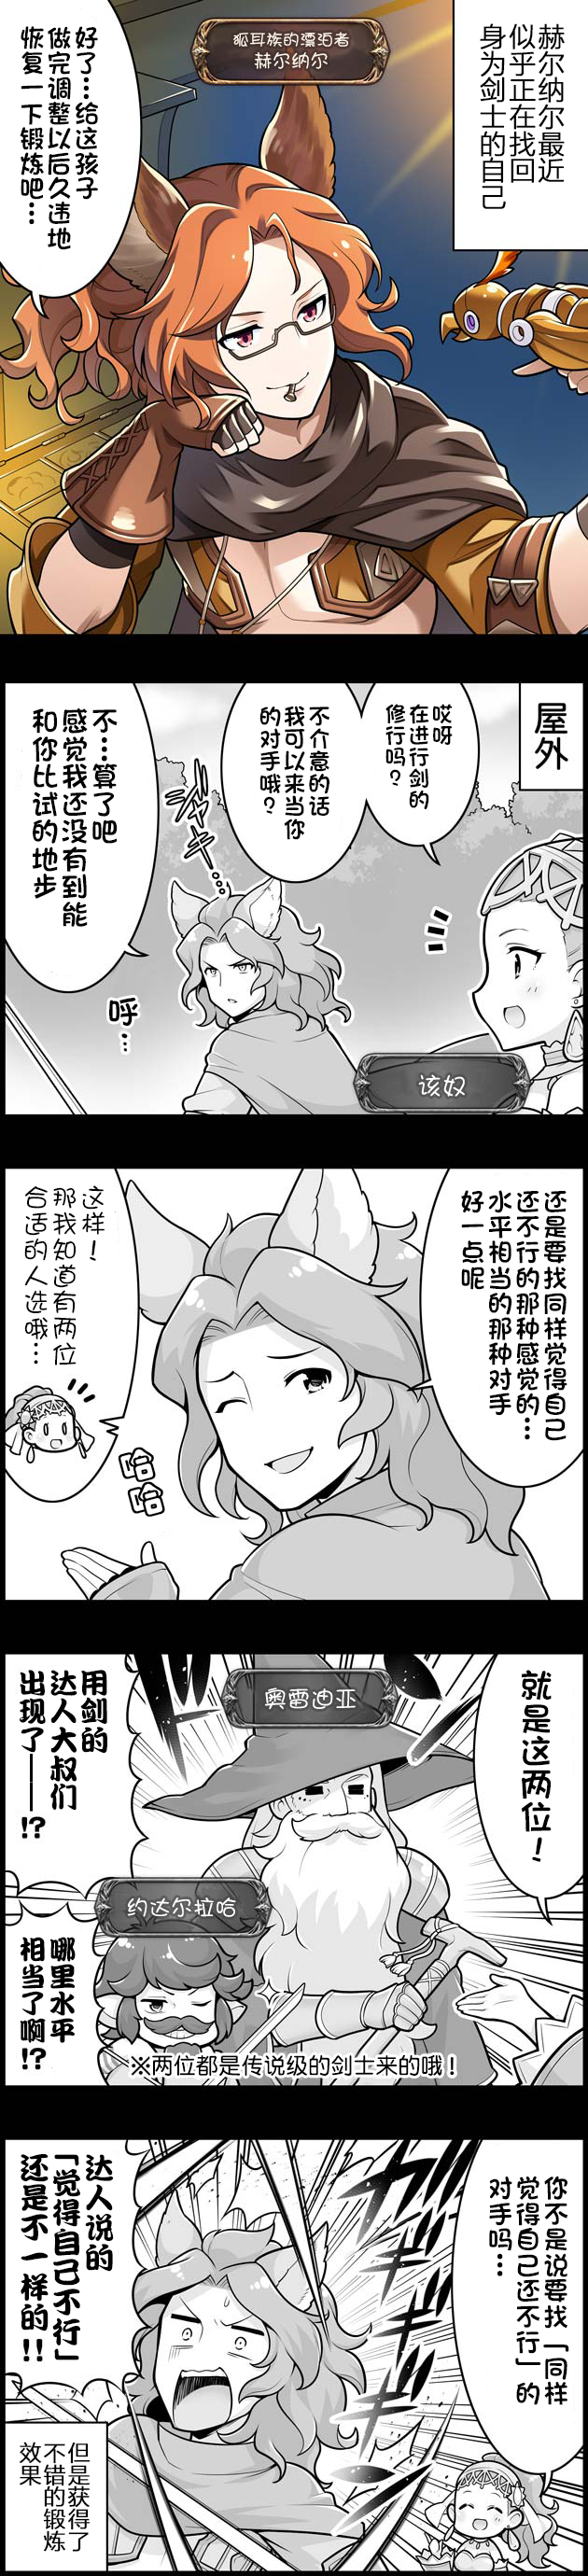 赫尔纳尔最近
似乎正在找回
身为剑士的自己
狐耳族的漂泊者
赫尔纳尔
好了…给这孩子
做完调整以后久违地
恢复一下锻炼吧…
屋外
哎呀
在进行剑的
修行吗？
不介意的话
我可以来当你
的对手哦？
ジャキ…
不…算了吧
感觉我还没有到能
和你比试的地步
呼…
该奴
还是要找同样觉得自己
还不行的那种感觉的…
水平相当的那种对手
好一点呢
这样！
那我知道有两位
合适的人选哦…
哈
哈
就是这两位！
奥雷迪亚
用剑的
达人大叔们
出现了——!?
约达尔拉哈
哪里水平
相当了啊!?
※两位都是传说级的剑士来的哦！
你不是说要找「同样
觉得自己还不行」的
对手吗…
达人说的
「觉得自己不行」
还是不一样的!!
但是获得了
不错的锻炼
效果